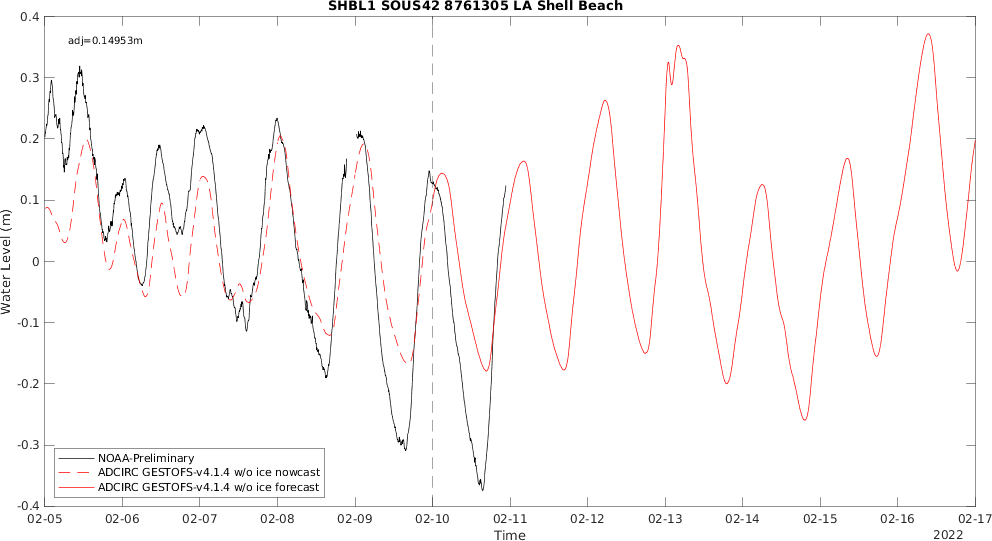 SHBL1 SOUS42 8761305 LA Shell Beach
adj=0.14953m
0.4
0.3
0.2
0.1
0
-0.1
-0.2
-0.3
-0.4
Water Level (m)
NOAA-Preliminary
ADCIRC GESTOFS-v4.1.4 w/o ice nowcast
ADCIRC GESTOFS-v4.1.4 w/o ice forecast
02-05 02-06 02-07 02-08 02-09 02-10 02-11 02-12 02-13 02-14 02-15 02-16 02-17
Time
2022